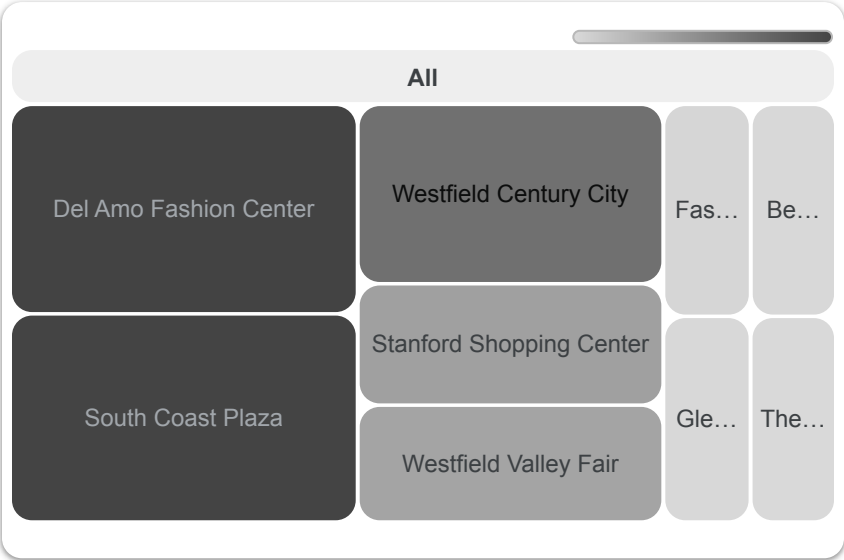 All
Del Amo Fashion Center
South Coast Plaza
Westfield Century City
Stanford Shopping Center
Westfield Valley Fair
Fas…
Be…
Gle…
The…